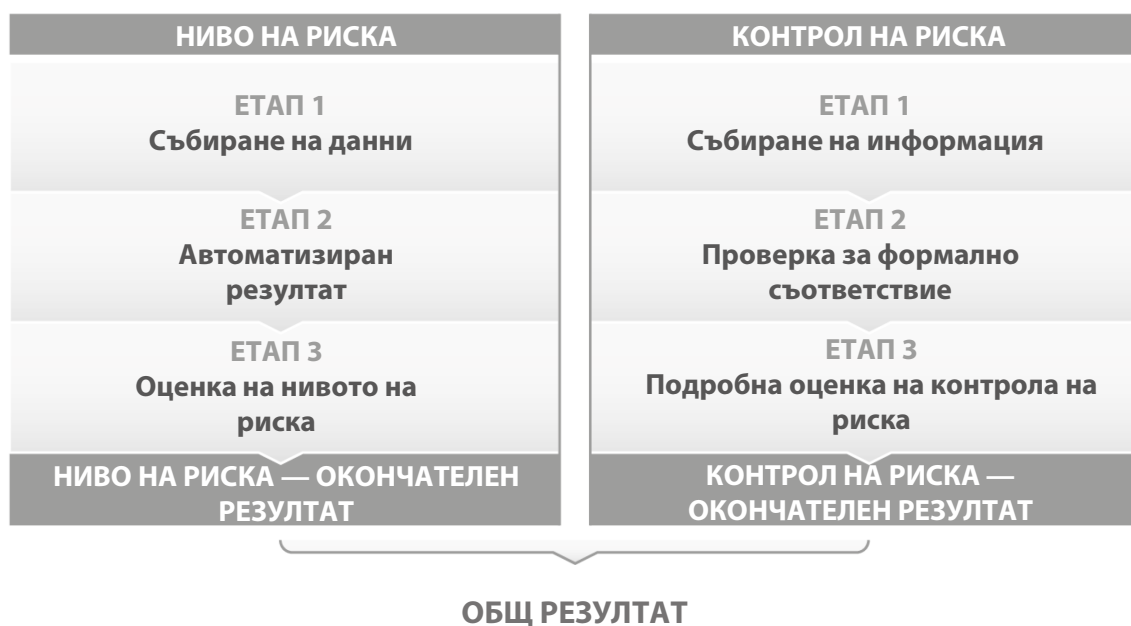 НИВО НА РИСКА
ЕТАП 1
Събиране на данни
ЕТАП 2
Автоматизиран
резултат
ЕТАП 3
Оценка на нивото на
риска
НИВО НА РИСКА — ОКОНЧАТЕЛЕН
РЕЗУЛТАТ
КОНТРОЛ НА РИСКА
ЕТАП 1
Събиране на информация
ЕТАП 2
Проверка за формално
съответствие
ЕТАП 3
Подробна оценка на контрола на
риска
КОНТРОЛ НА РИСКА —
ОКОНЧАТЕЛЕН РЕЗУЛТАТ
ОБЩ РЕЗУЛТАТ